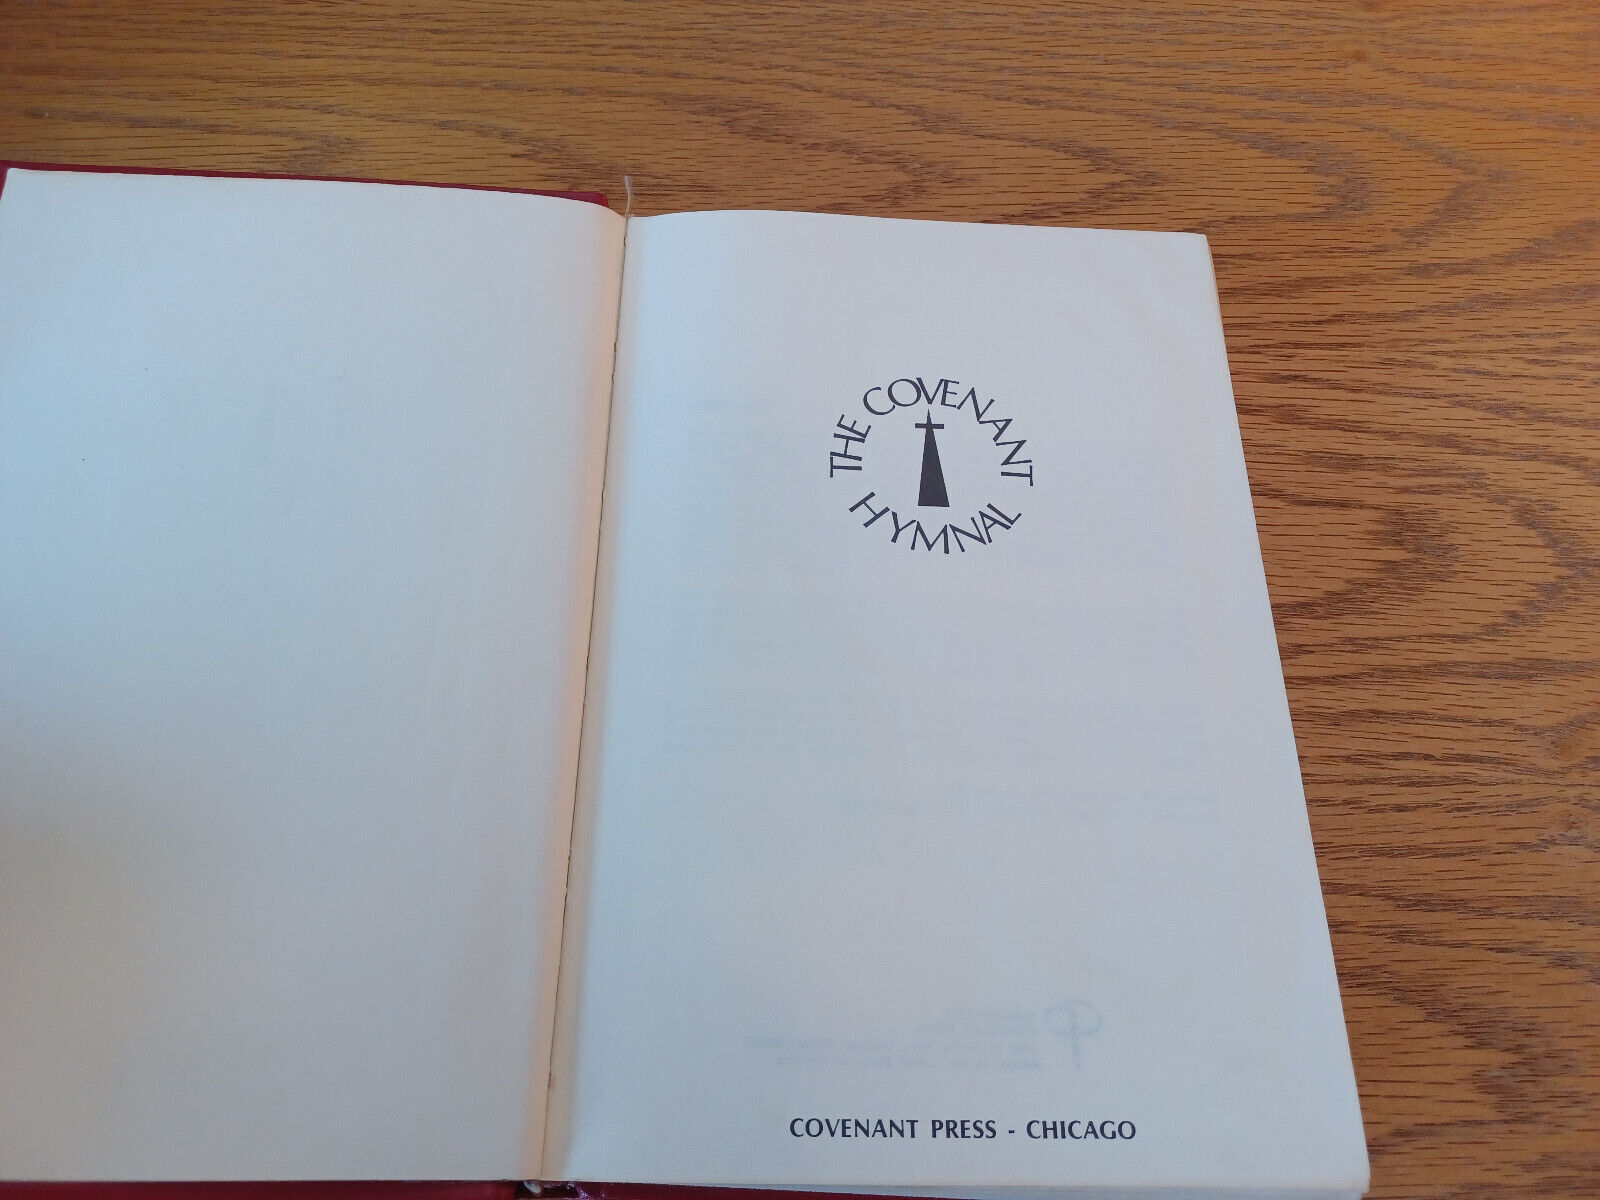 THE COVENANT
HYMNAL
COVENANT PRESS - CHICAGO